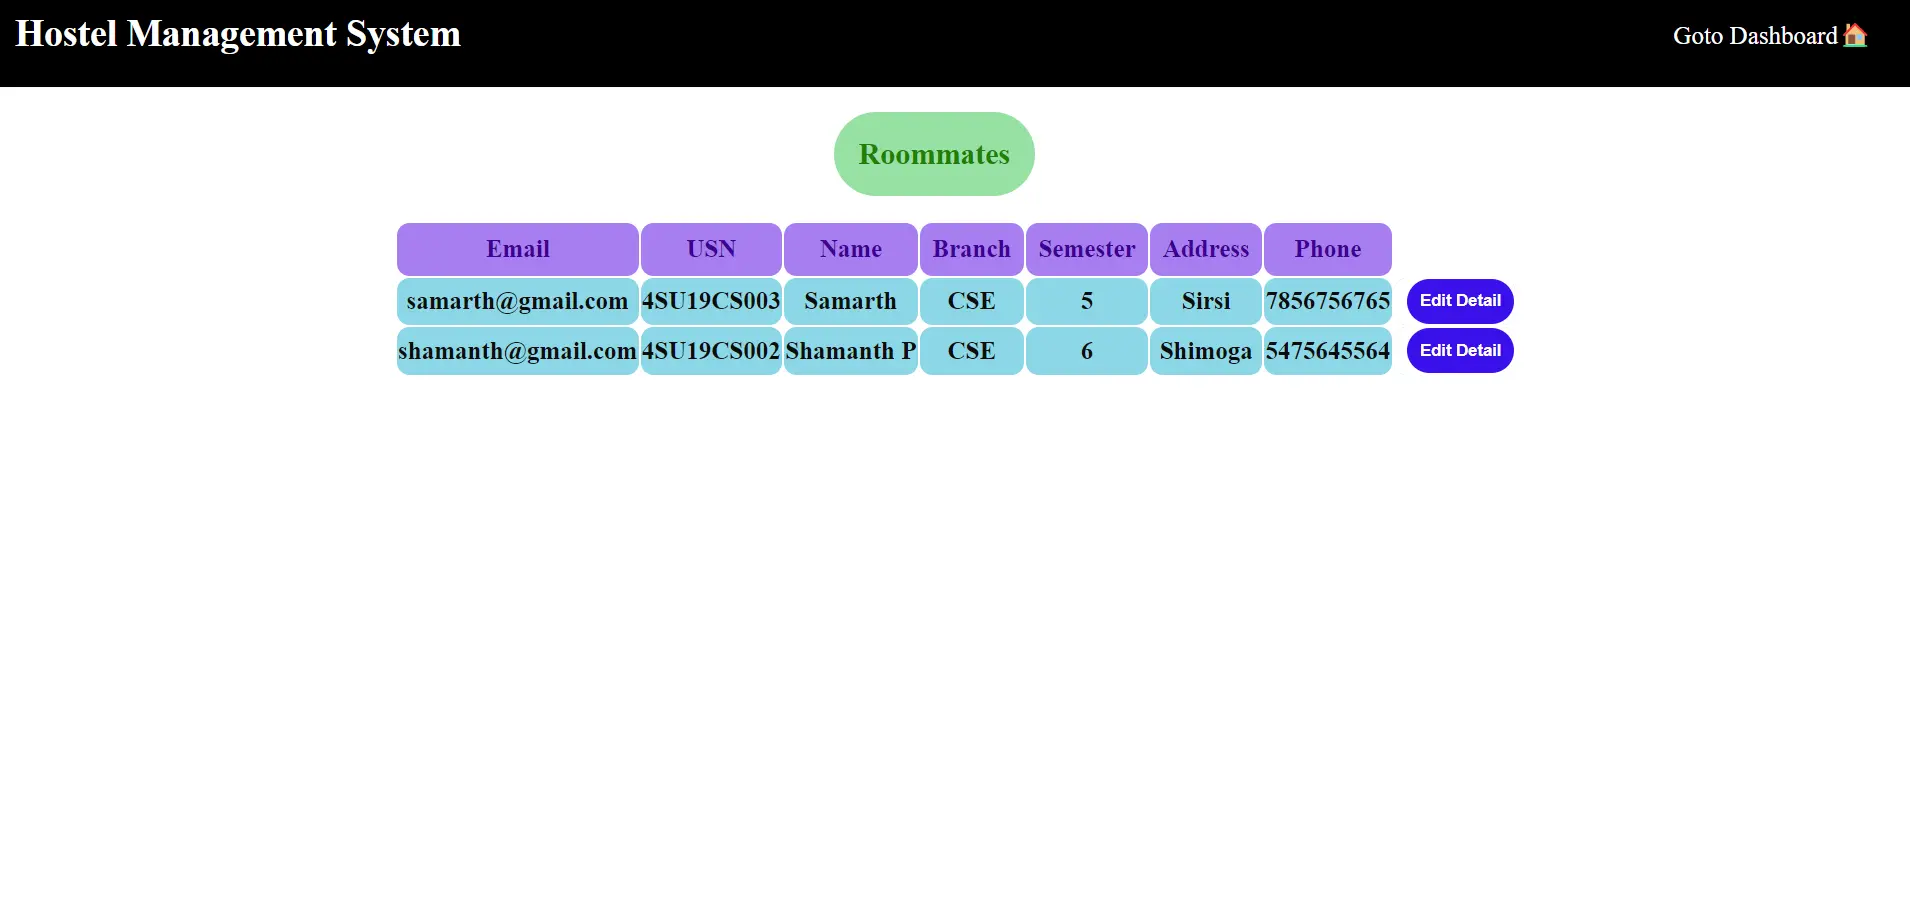 Hostel Management System
Goto Dashboard🏠
Roommates
Email USN Name Branch Semester Address Phone
samarth@gmail.com 4SU19CS003 Samarth CSE 5 Sirsi 7856756765 Edit Detail
shamanth@gmail.com 4SU19CS002 Shamanth P CSE 6 Shimoga 5475645564 Edit Detail